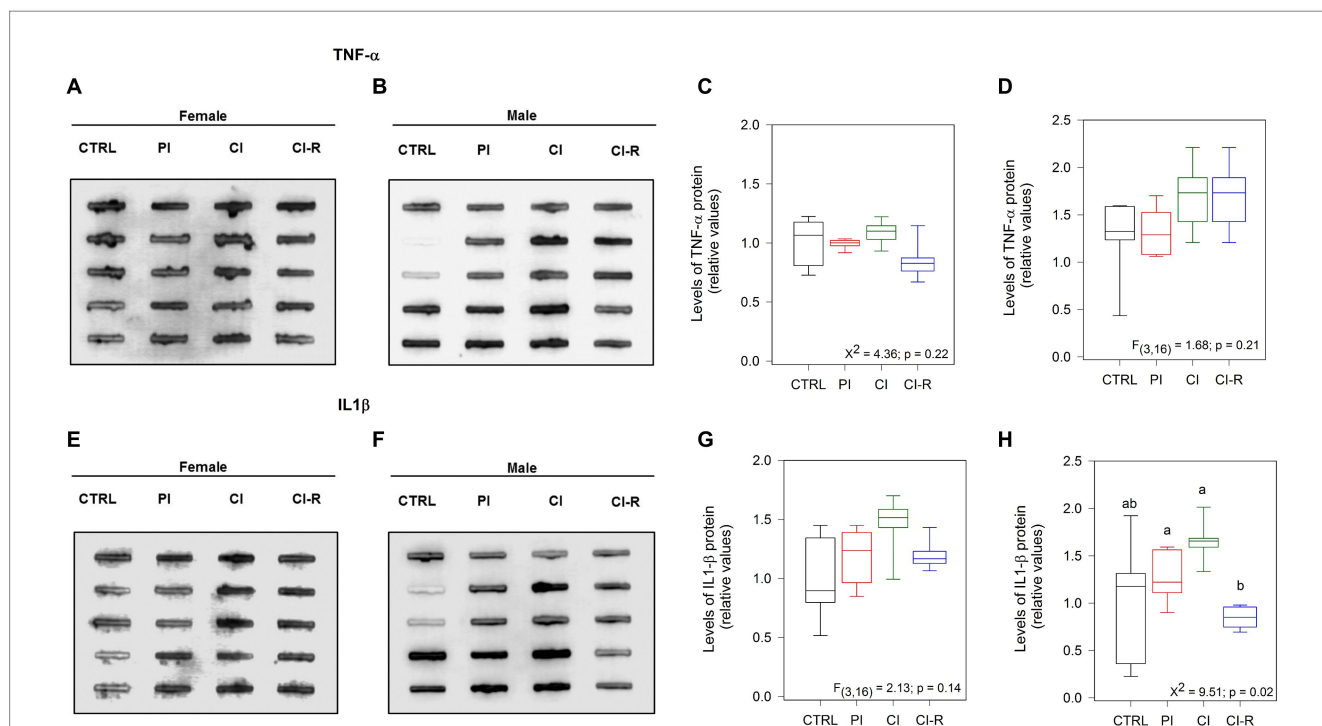 TNF-α
A
Female
CTRL PI CI CI-R
B
Male
CTRL PI CI CI-R
C
Levels of TNF-α protein
(relative values)
2.0
1.5
1.0
0.5
0.0
X2 = 4.36; p = 0.22
CTRL PI CI CI-R
D
Levels of TNF-α protein
(relative values)
2.5
2.0
1.5
1.0
0.5
0.0
F(3,16) = 1.68; p = 0.21
CTRL PI CI CI-R
IL1β
E
Female
CTRL PI CI CI-R
F
Male
CTRL PI CI CI-R
G
Levels of IL1-β protein
(relative values)
2.0
1.5
1.0
0.5
0.0
F(3,16) = 2.13; p = 0.14
CTRL PI CI CI-R
H
Levels of IL1-β protein
(relative values)
2.5
2.0
1.5
1.0
0.5
0.0
ab a a b
X2 = 9.51; p = 0.02
CTRL PI CI CI-R